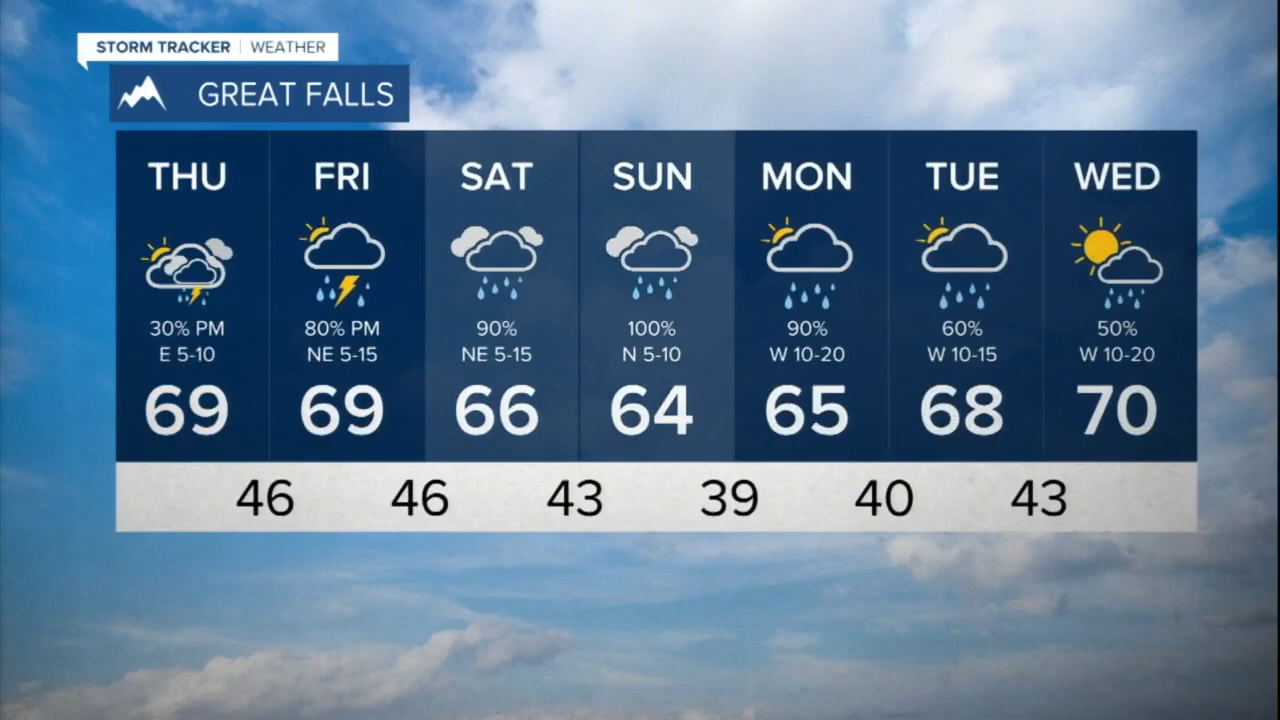 STORM TRACKER | WEATHER
GREAT FALLS
THU FRI SAT SUN MON TUE WED
30% PM 80% PM 90% 100% 90% 60% 50%
E 5-10 NE 5-15 NE 5-15 N 5-10 W 10-20 W 10-15 W 10-20
69 69 66 64 65 68 70
46 46 43 39 40 43